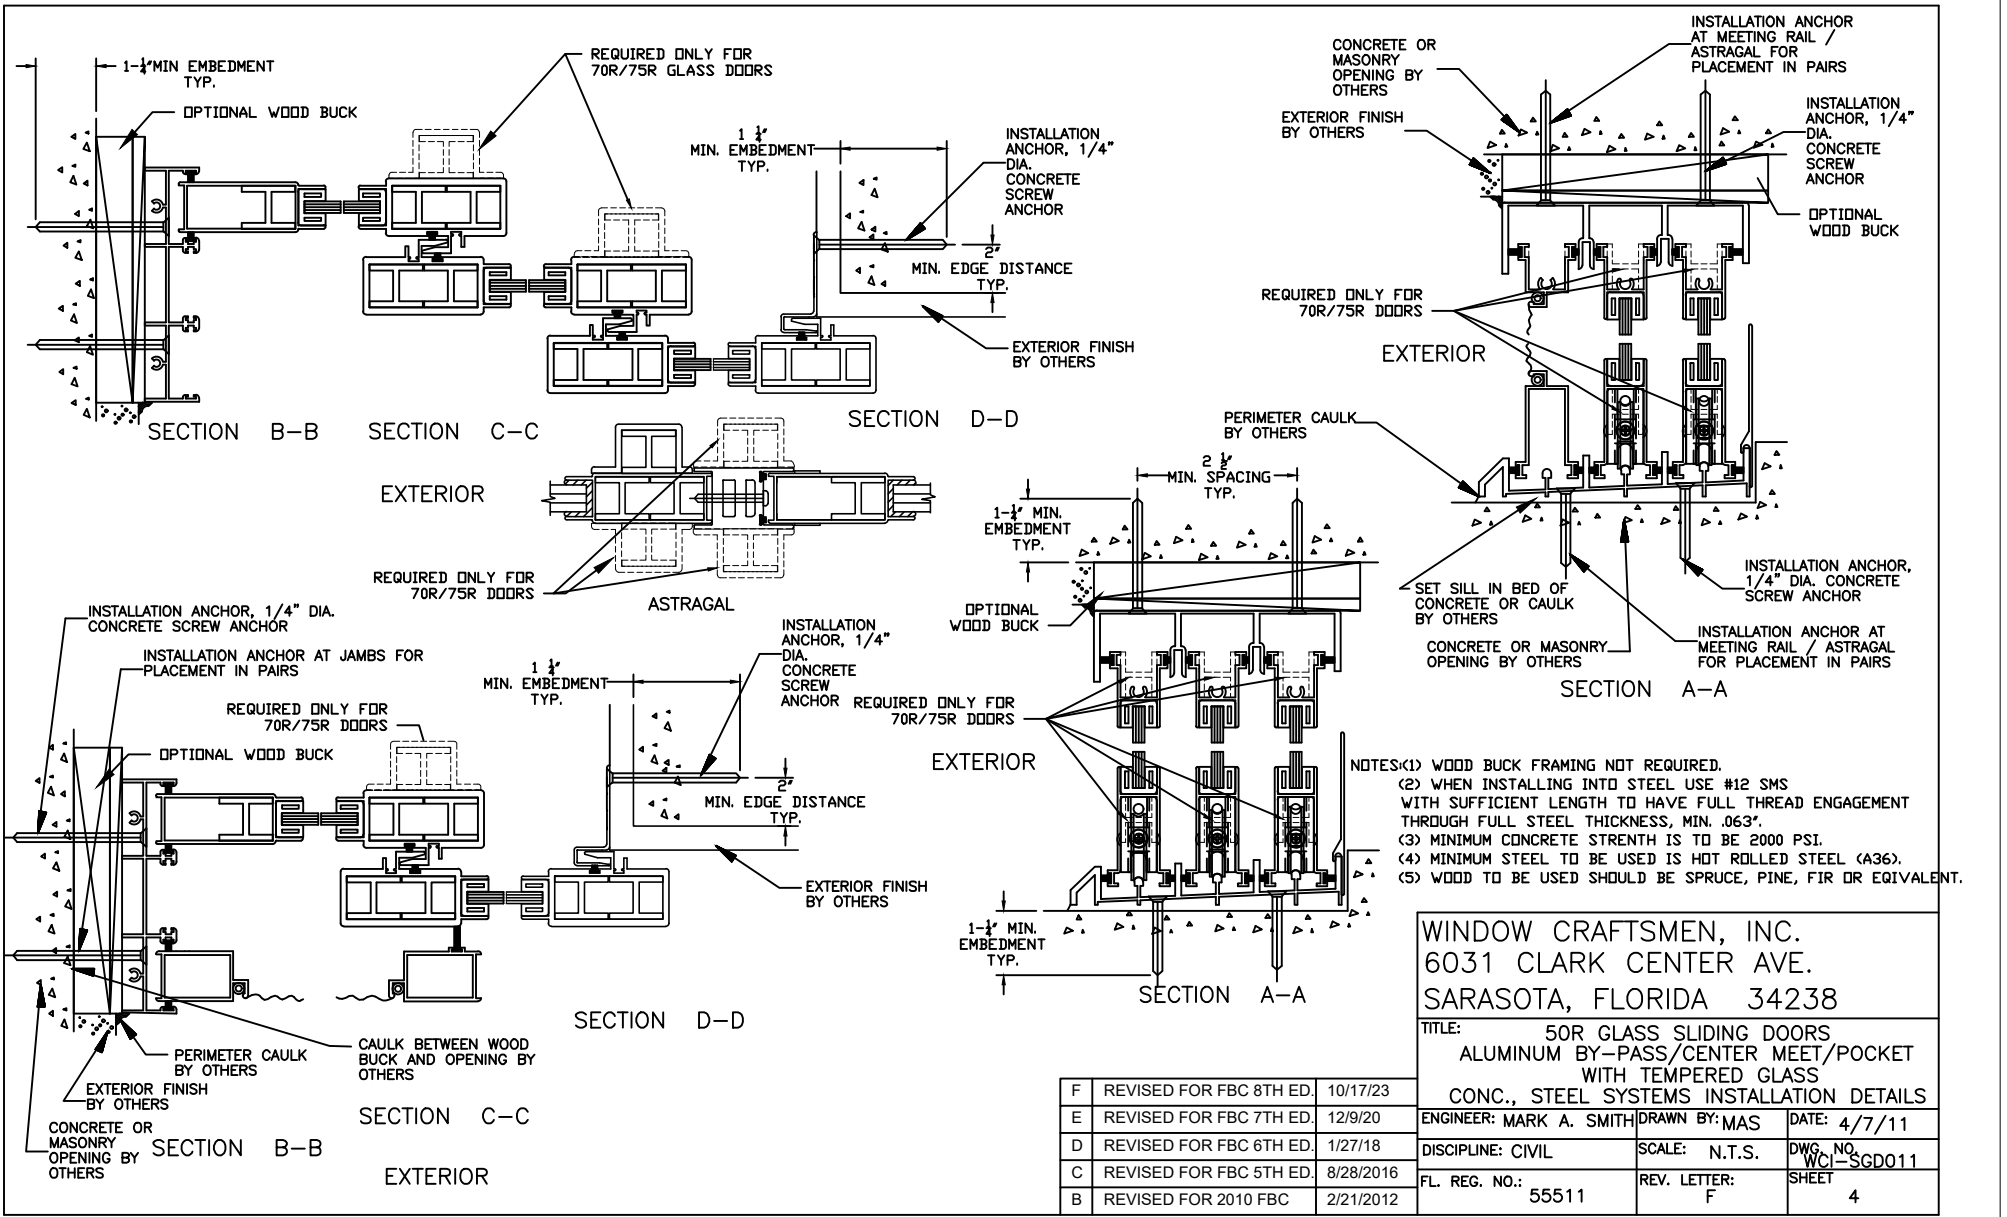 1-1/4"MIN EMBEDMENT
TYP.
OPTIONAL WOOD BUCK
REQUIRED ONLY FOR
70R/75R GLASS DOORS
1 1/4"
MIN. EMBEDMENT
TYP.
INSTALLATION
ANCHOR, 1/4"
DIA.
CONCRETE
SCREW
ANCHOR
2"
MIN. EDGE DISTANCE
TYP.
EXTERIOR FINISH
BY OTHERS
SECTION B-B
SECTION C-C
SECTION D-D
EXTERIOR
REQUIRED ONLY FOR
70R/75R DOORS
ASTRAGAL
CONCRETE OR
MASONRY
OPENING BY
OTHERS
INSTALLATION ANCHOR
AT MEETING RAIL /
ASTRAGAL FOR
PLACEMENT IN PAIRS
EXTERIOR FINISH
BY OTHERS
INSTALLATION
ANCHOR, 1/4"
DIA.
CONCRETE
SCREW
ANCHOR
OPTIONAL
WOOD BUCK
REQUIRED ONLY FOR
70R/75R DOORS
EXTERIOR
PERIMETER CAULK
BY OTHERS
SET SILL IN BED OF
CONCRETE OR CAULK
BY OTHERS
CONCRETE OR MASONRY
OPENING BY OTHERS
INSTALLATION ANCHOR,
1/4" DIA. CONCRETE
SCREW ANCHOR
INSTALLATION ANCHOR AT
MEETING RAIL / ASTRAGAL
FOR PLACEMENT IN PAIRS
SECTION A-A
2 1/2"
MIN. SPACING
TYP.
1-1/4" MIN.
EMBEDMENT
TYP.
OPTIONAL
WOOD BUCK
REQUIRED ONLY FOR
70R/75R DOORS
EXTERIOR
1-1/4" MIN.
EMBEDMENT
TYP.
SECTION A-A
INSTALLATION ANCHOR, 1/4" DIA.
CONCRETE SCREW ANCHOR
INSTALLATION ANCHOR AT JAMBS FOR
PLACEMENT IN PAIRS
REQUIRED ONLY FOR
70R/75R DOORS
OPTIONAL WOOD BUCK
1 1/4"
MIN. EMBEDMENT
TYP.
INSTALLATION
ANCHOR, 1/4"
DIA.
CONCRETE
SCREW
ANCHOR
2"
MIN. EDGE DISTANCE
TYP.
EXTERIOR FINISH
BY OTHERS
SECTION D-D
PERIMETER CAULK
BY OTHERS
CAULK BETWEEN WOOD
BUCK AND OPENING BY
OTHERS
EXTERIOR FINISH
BY OTHERS
SECTION C-C
CONCRETE OR
MASONRY
OPENING BY
OTHERS
SECTION B-B
EXTERIOR
NOTES:(1) WOOD BUCK FRAMING NOT REQUIRED.
(2) WHEN INSTALLING INTO STEEL USE #12 SMS
WITH SUFFICIENT LENGTH TO HAVE FULL THREAD ENGAGEMENT
THROUGH FULL STEEL THICKNESS, MIN. .063".
(3) MINIMUM CONCRETE STRENTH IS TO BE 2000 PSI.
(4) MINIMUM STEEL TO BE USED IS HOT ROLLED STEEL (A36).
(5) WOOD TO BE USED SHOULD BE SPRUCE, PINE, FIR OR EQIVALENT.
WINDOW CRAFTSMEN, INC.
6031 CLARK CENTER AVE.
SARASOTA, FLORIDA 34238
TITLE: 50R GLASS SLIDING DOORS
ALUMINUM BY-PASS/CENTER MEET/POCKET
WITH TEMPERED GLASS
CONC., STEEL SYSTEMS INSTALLATION DETAILS
ENGINEER: MARK A. SMITH DRAWN BY: MAS DATE: 4/7/11
DISCIPLINE: CIVIL SCALE: N.T.S. DWG. NO. WCI-SGD011
FL. REG. NO.: 55511 REV. LETTER: F SHEET 4
F REVISED FOR FBC 8TH ED. 10/17/23
E REVISED FOR FBC 7TH ED. 12/9/20
D REVISED FOR FBC 6TH ED. 1/27/18
C REVISED FOR FBC 5TH ED. 8/28/2016
B REVISED FOR 2010 FBC 2/21/2012